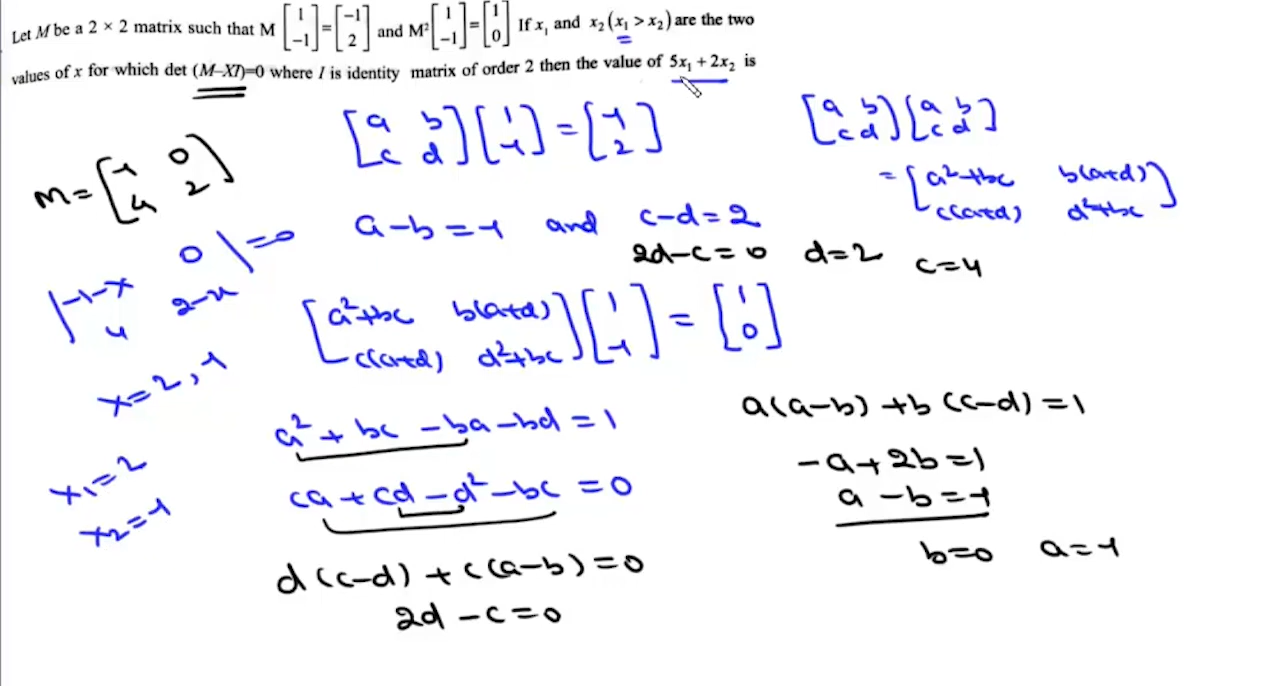 Let M be a 2 × 2 matrix such that M [1 -1] = [-1 2] and M² [1 -1] = [1 0] If x₁ and x₂ (x₁ > x₂) are the two
values of x for which det (M–XI)=0 where I is identity matrix of order 2 then the value of 5x₁ + 2x₂ is
[a b c d] [1 -1] = [-1 2]
[a b c d] [a b c d]
= [a²+bc b(a+d) c(a+d) d²+bc]
M = [-1 0 4 2]
a-b = -1 and c-d = 2
2d-c = 0 d=2 c=4
|-1-x 0 4 2-x| = 0
[a²+bc b(a+d) c(a+d) d²+bc] [1 -1] = [1 0]
x=2, -1
a² + bc - ba - bd = 1
a(a-b) + b(c-d) = 1
x₁=2
-a+2b=1
x₂=-1
ca + cd - d² - bc = 0
a - b = -1
b=0 a=-1
d(c-d) + c(a-b) = 0
2d - c = 0